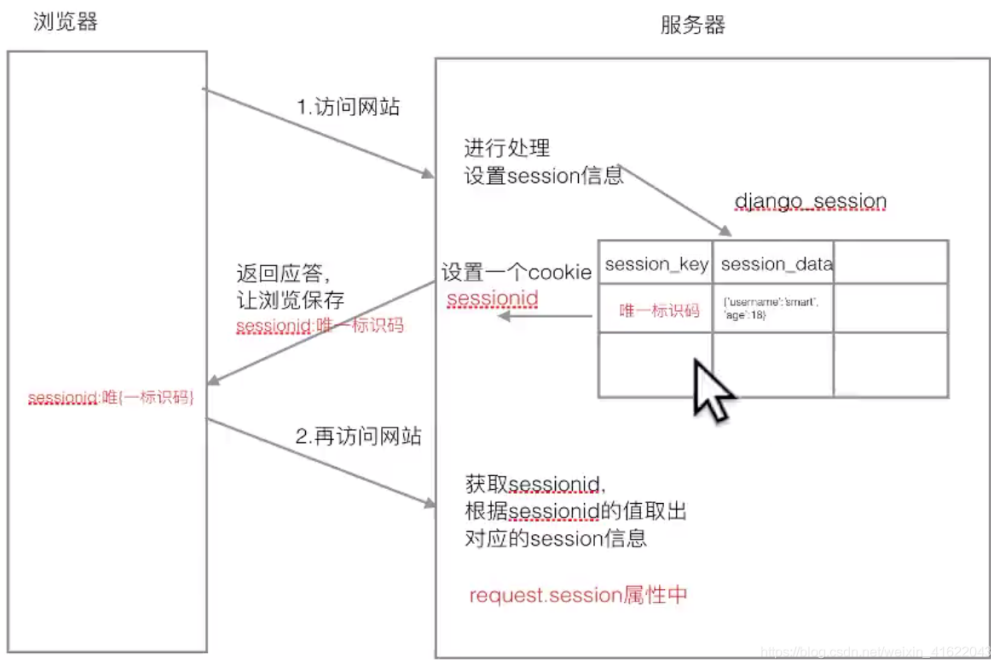 浏览器
服务器
1.访问网站
进行处理
设置session信息
django_session
session_key
session_data
唯一标识码
{'username':'smart',
'age':18}
设置一个cookie
sessionid
返回应答，
让浏览保存
sessionid:唯一标识码
sessionid:唯{一标识码}
2.再访问网站
获取sessionid,
根据sessionid的值取出
对应的session信息
request.session属性中
https://blog.csdn.net/weixin_41622043